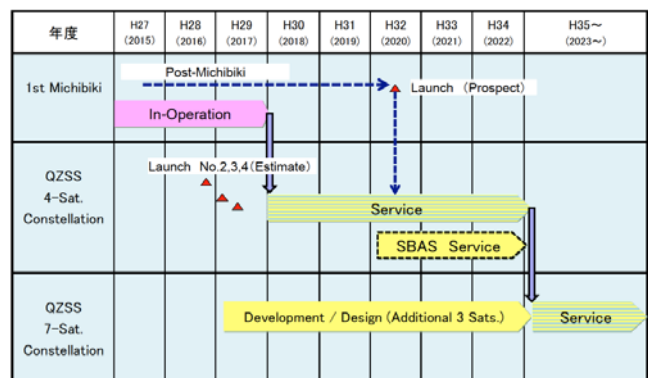 年度
H27
(2015)
H28
(2016)
H29
(2017)
H30
(2018)
H31
(2019)
H32
(2020)
H33
(2021)
H34
(2022)
H35～
(2023～)
1st Michibiki
Post-Michibiki
Launch （Prospect）
In-Operation
QZSS
4-Sat.
Constellation
Launch No.2,3,4(Estimate)
Service
SBAS Service
QZSS
7-Sat.
Constellation
Development / Design (Additional 3 Sats.)
Service